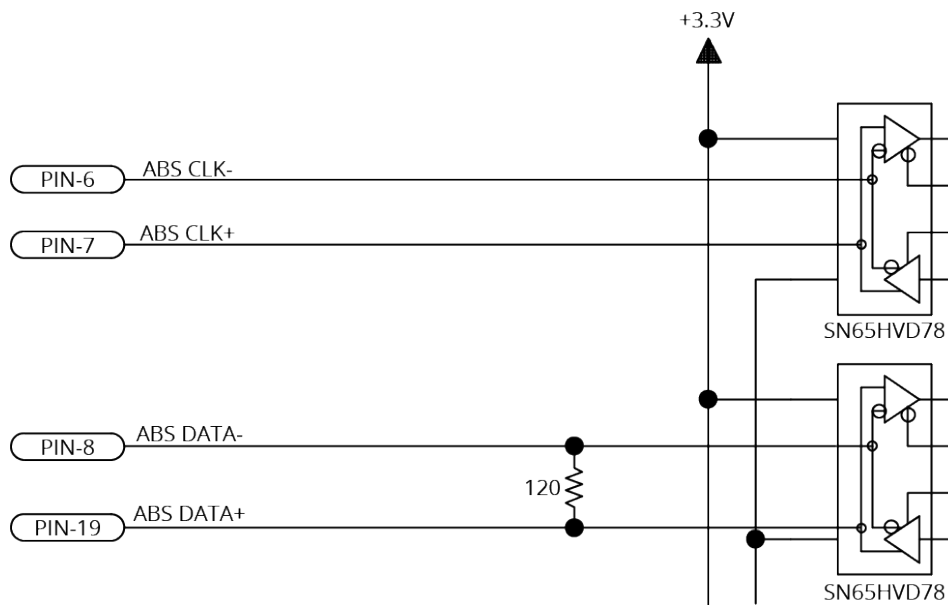 +3.3V
PIN-6
ABS CLK-
PIN-7
ABS CLK+
SN65HVD78
PIN-8
ABS DATA-
120
PIN-19
ABS DATA+
SN65HVD78